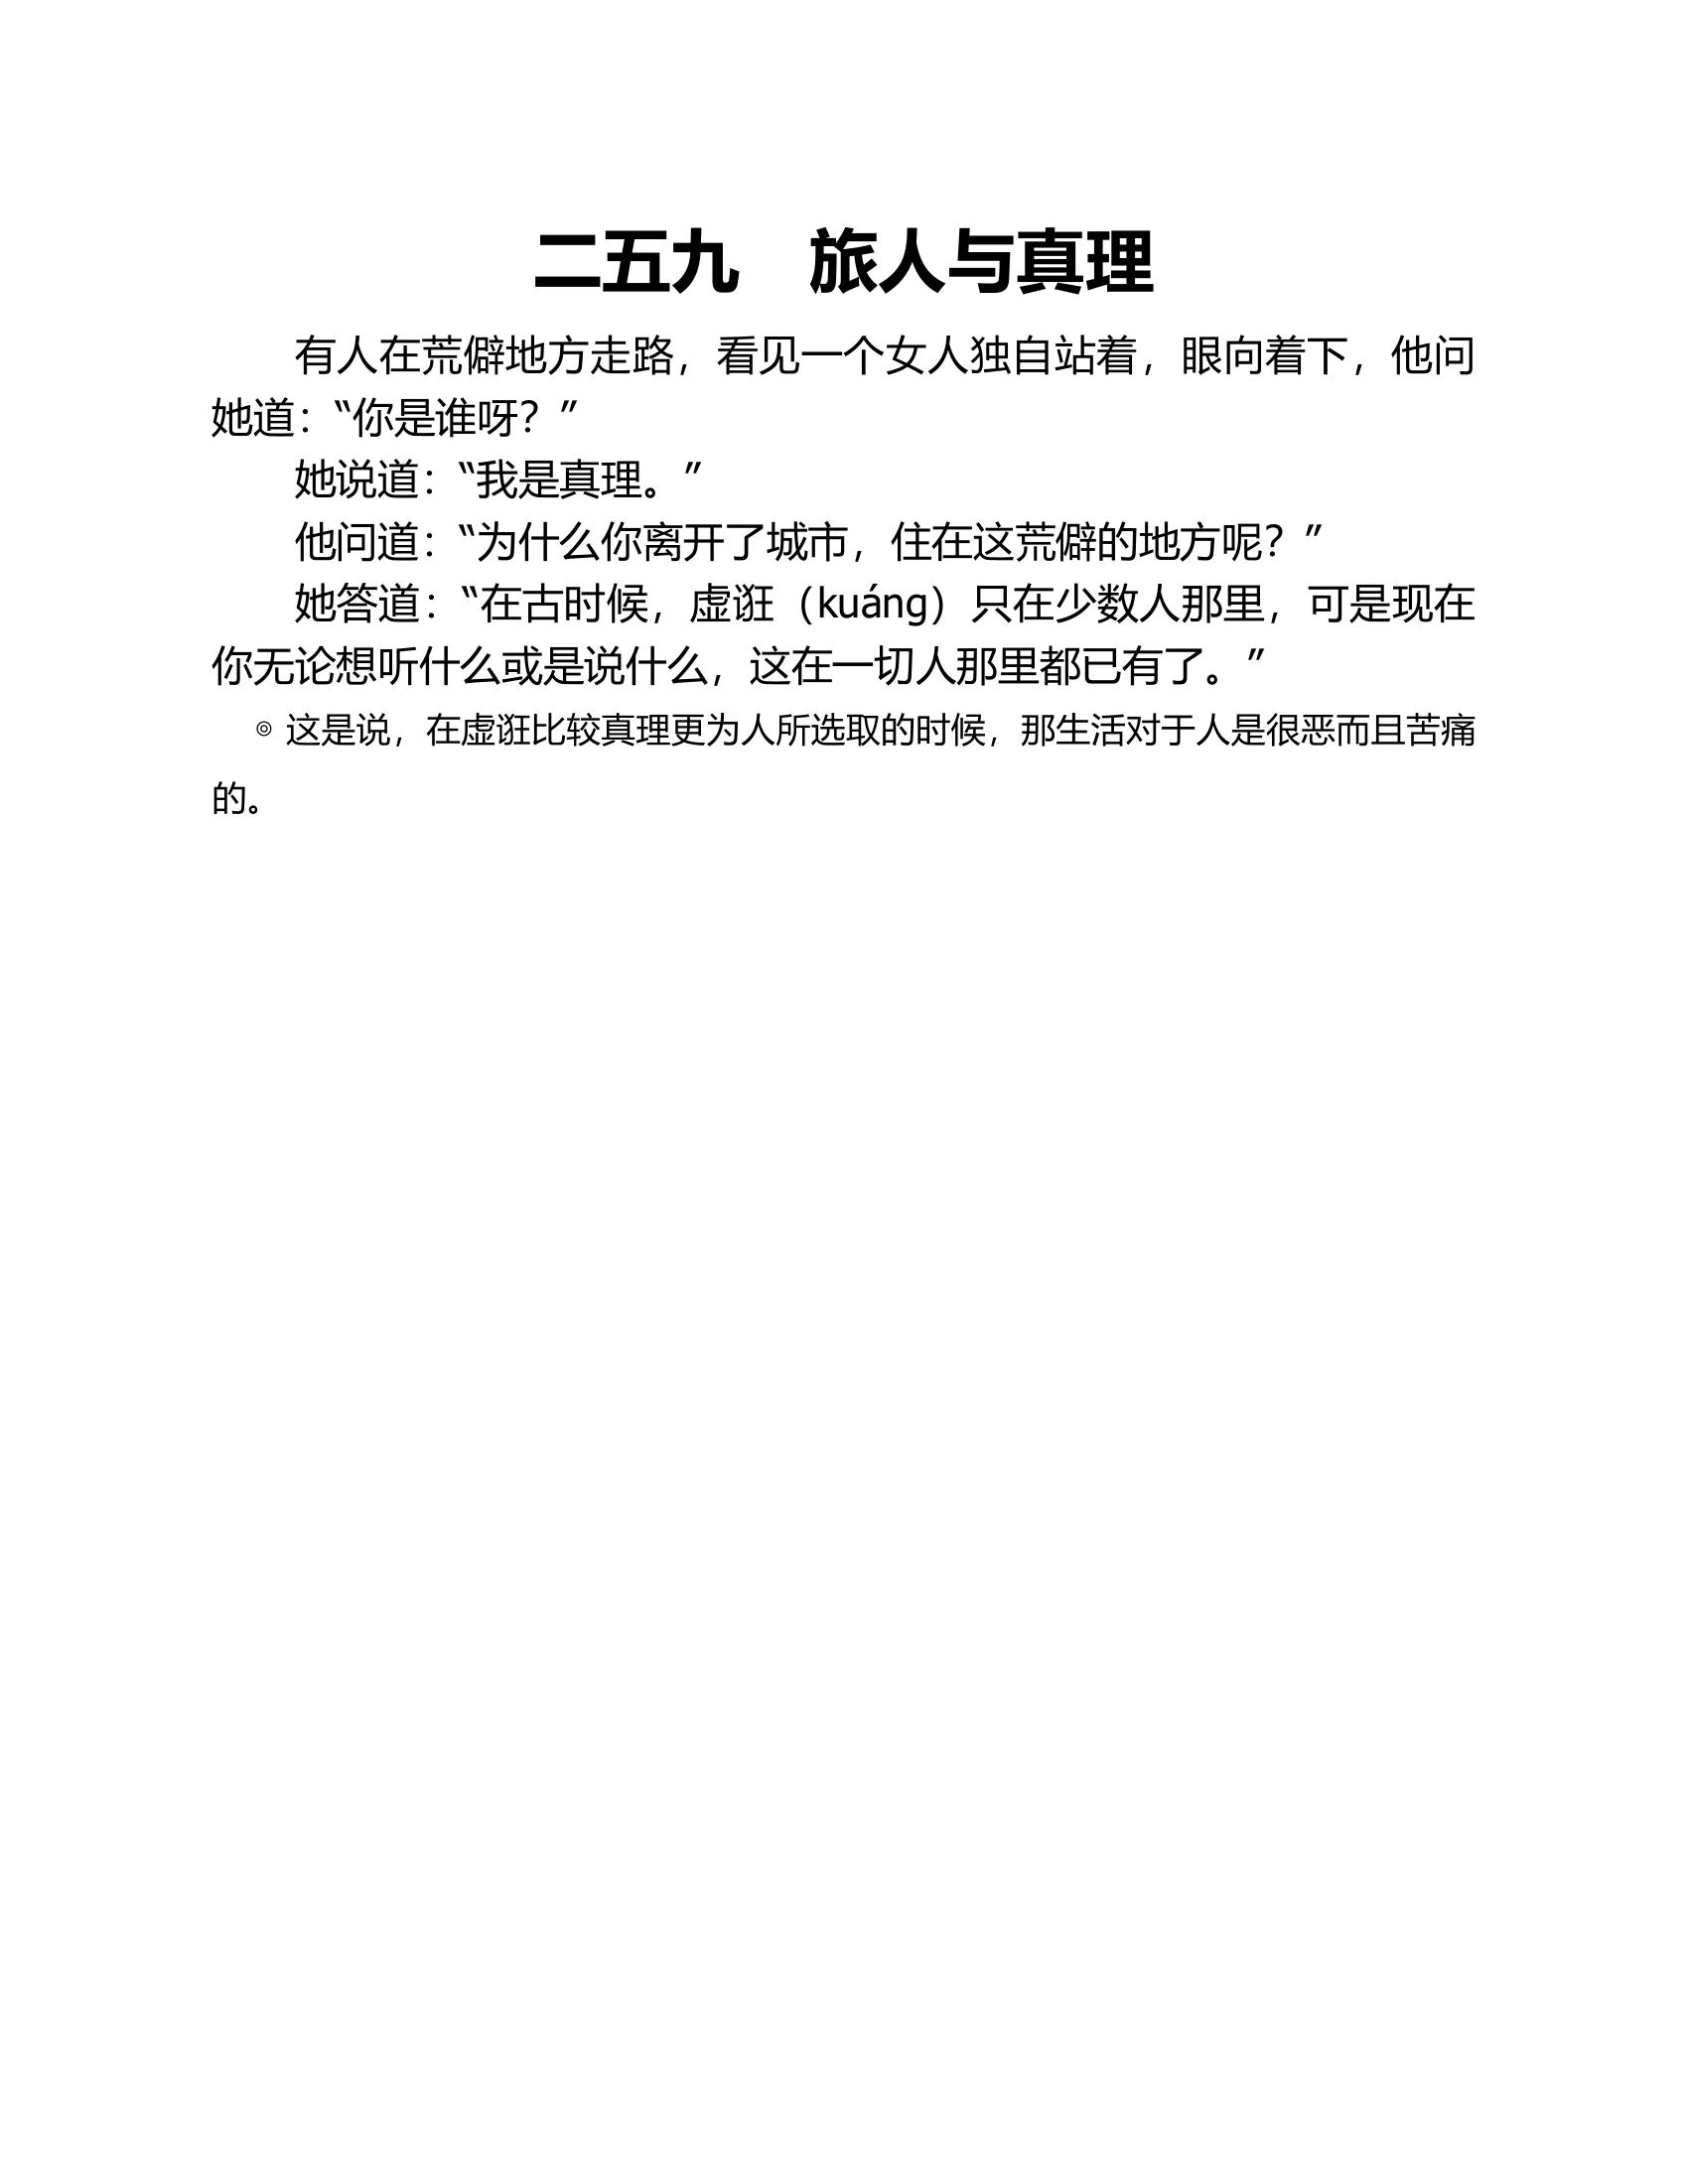 二五九　旅人与真理
有人在荒僻地方走路，看见一个女人独自站着，眼向着下，他问
她道：“你是谁呀？”
她说道：“我是真理。”
他问道：“为什么你离开了城市，住在这荒僻的地方呢？”
她答道：“在古时候，虚逛（kuáng）只在少数人那里，可是现在
你无论想听什么或是说什么，这在一切人那里都已有了。”
◎ 这是说，在虚逛比较真理更为人所选取的时候，那生活对于人是很恶而且苦痛
的。